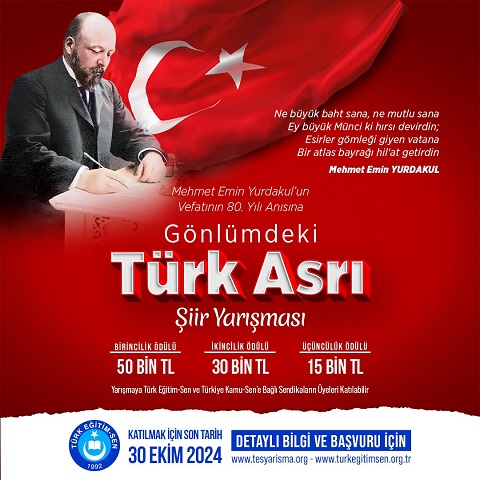 Ne büyük baht sana, ne mutlu sana
Ey büyük Münci ki hırsı devirdin;
Esirler gömleği giyen vatana
Bir atlas bayrağı hil'at getirdin
Mehmet Emin YURDAKUL
Mehmet Emin Yurdakul'un
Vefatının 80. Yılı Anısına
Gönlümdeki
Türk Asrı
Şiir Yarışması
BİRİNCİLİK ÖDÜLÜ
50 BİN TL
İKİNCİLİK ÖDÜLÜ
30 BİN TL
ÜÇÜNCÜLÜK ÖDÜLÜ
15 BİN TL
Yarışmaya Türk Eğitim-Sen ve Türkiye Kamu-Sen'e Bağlı Sendikaların Üyeleri Katılabilir
TÜRK EĞİTİM-SEN
1992
KATILMAK İÇİN SON TARİH
30 EKİM 2024
DETAYLI BİLGİ VE BAŞVURU İÇİN
www.tesyarisma.org - www.turkegitimsen.org.tr